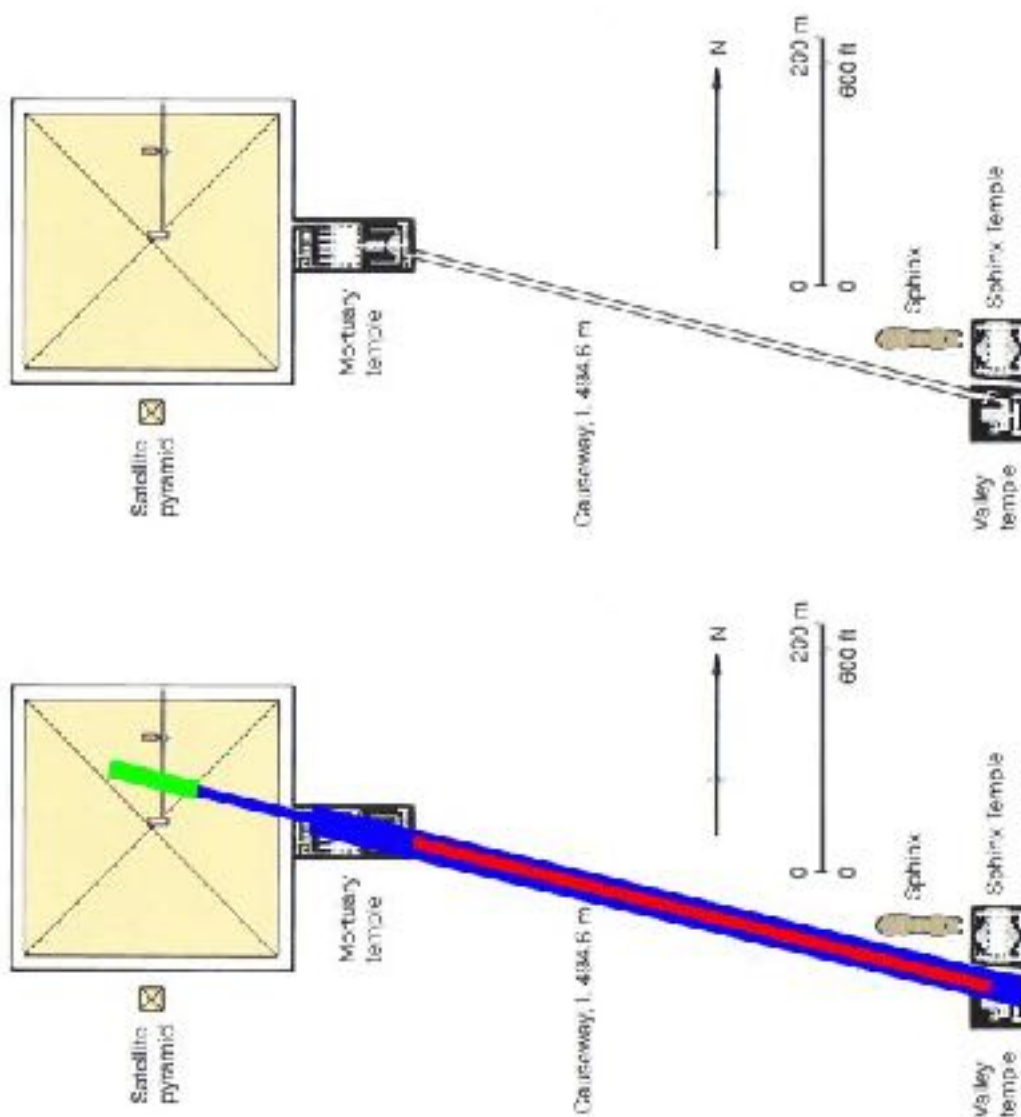 Satellite
pyramid
Mortuary
temple
Causeway, l. 494.6 m
N
200 m
600 ft
0
0
Sphinx
Valley
temple
Sphinx Temple
Satellite
pyramid
Mortuary
temple
Causeway, l. 494.6 m
N
200 m
600 ft
0
0
Sphinx
Valley
temple
Sphinx Temple